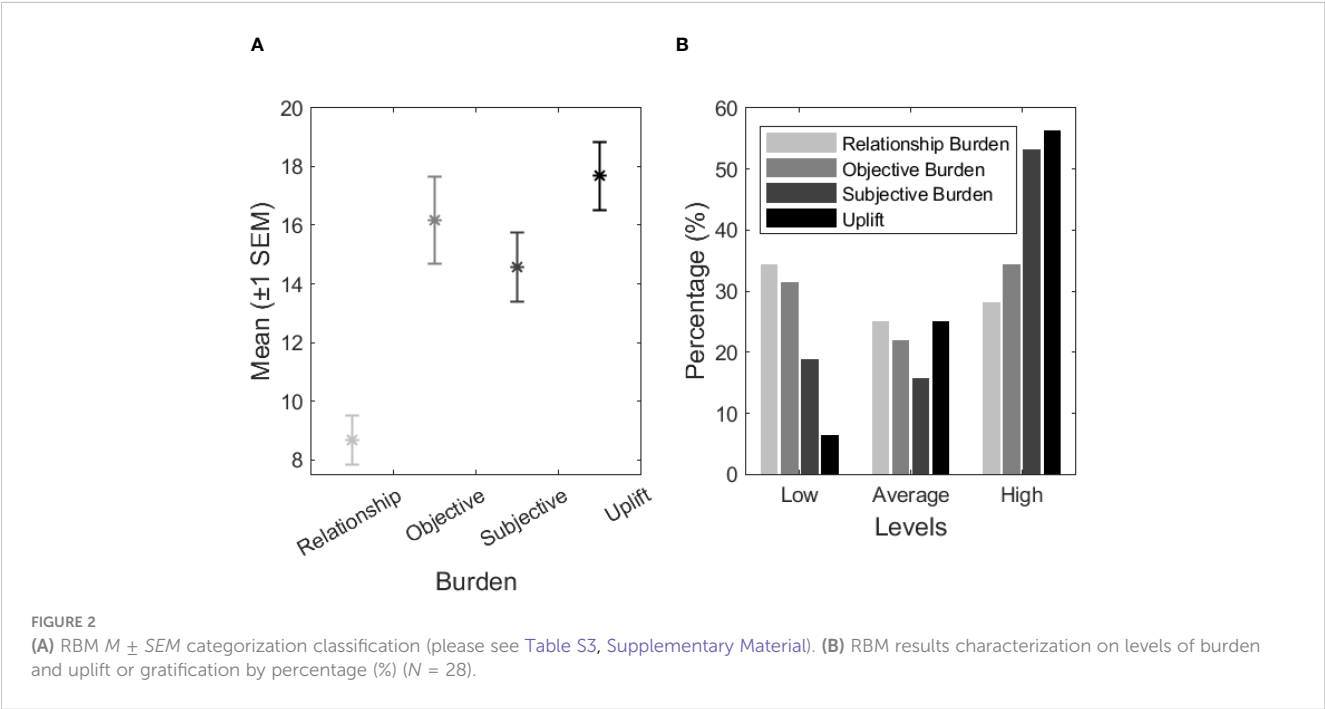 A
B
20
18
16
14
12
10
8
Mean (±1 SEM)
Relationship
Objective
Subjective
Uplift
Burden
60
50
40
30
20
10
0
Percentage (%)
Relationship Burden
Objective Burden
Subjective Burden
Uplift
Low
Average
High
Levels
FIGURE 2
(A) RBM M ± SEM categorization classification (please see Table S3, Supplementary Material). (B) RBM results characterization on levels of burden
and uplift or gratification by percentage (%) (N = 28).